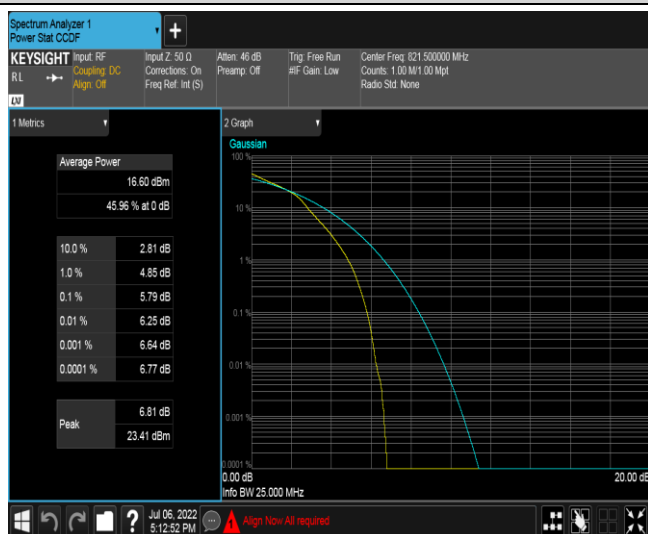 Spectrum Analyzer 1
Power Stat CCDF
+
KEYSIGHT
RL
LXI
Input: RF
Coupling: DC
Align: Off
Input Z: 50 Ω
Corrections: On
Freq Ref: Int (S)
Atten: 46 dB
Preamp: Off
Trig: Free Run
#IF Gain: Low
Center Freq: 821.500000 MHz
Counts: 1.00 M/1.00 Mpt
Radio Std: None
1 Metrics
Average Power
16.60 dBm
45.96 % at 0 dB
10.0 % 2.81 dB
1.0 % 4.85 dB
0.1 % 5.79 dB
0.01 % 6.25 dB
0.001 % 6.64 dB
0.0001 % 6.77 dB
Peak
6.81 dB
23.41 dBm
2 Graph
Gaussian
100 %
10 %
1 %
0.1 %
0.01 %
0.001 %
0.0001 %
0.00 dB 20.00 dB
Info BW 25.000 MHz
?
Jul 06, 2022
5:12:52 PM
Align Now All required